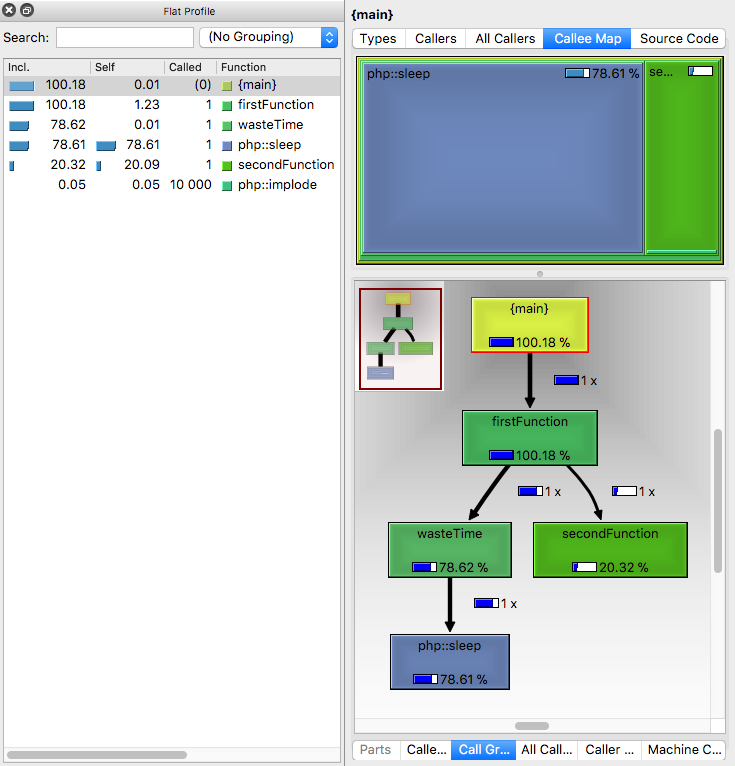 Flat Profile
Search:
(No Grouping)
Incl. Self Called Function
100.18 0.01 (0) {main}
100.18 1.23 1 firstFunction
78.62 0.01 1 wasteTime
78.61 78.61 1 php::sleep
20.32 20.09 1 secondFunction
0.05 0.05 10 000 php::implode
{main}
Types Callers All Callers Callee Map Source Code
php::sleep 78.61 % se...
{main}
100.18 %
1 x
firstFunction
100.18 %
1 x 1 x
wasteTime secondFunction
78.62 % 20.32 %
1 x
php::sleep
78.61 %
Parts Calle... Call Gr... All Call... Caller ... Machine C...